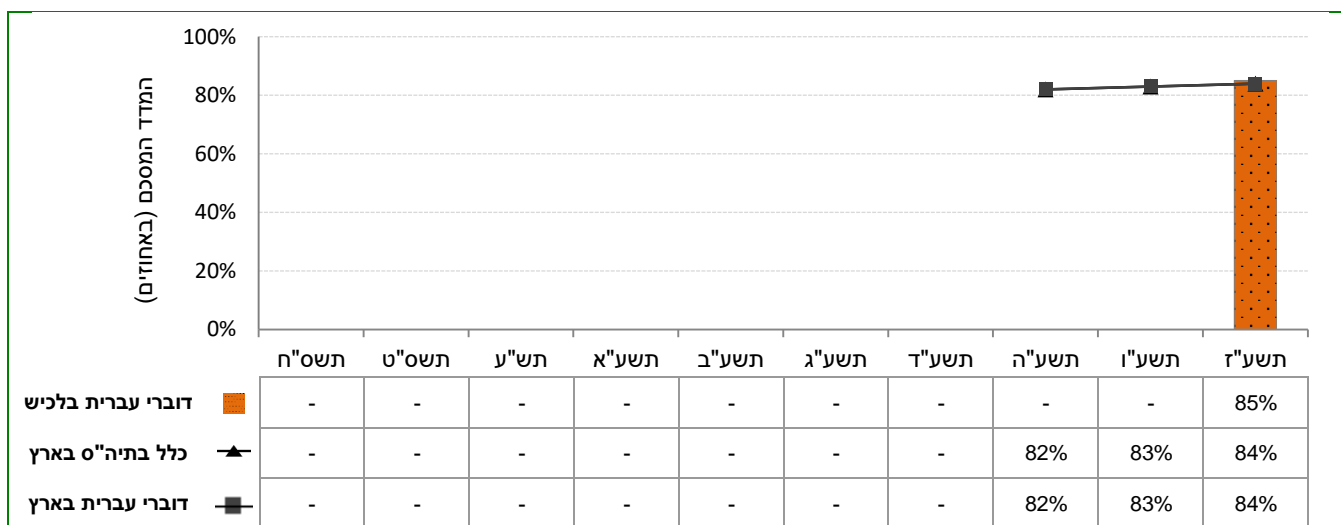 100%
80%
60%
40%
20%
0%
המדד המסכם (באחוזים)
תשס"ח תשס"ט תש"ע תשע"א תשע"ב תשע"ג תשע"ד תשע"ה תשע"ו תשע"ז
דוברי עברית בלכיש - - - - - - - - - 85%
כלל בתיה"ס בארץ - - - - - - - 82% 83% 84%
דוברי עברית בארץ - - - - - - - 82% 83% 84%